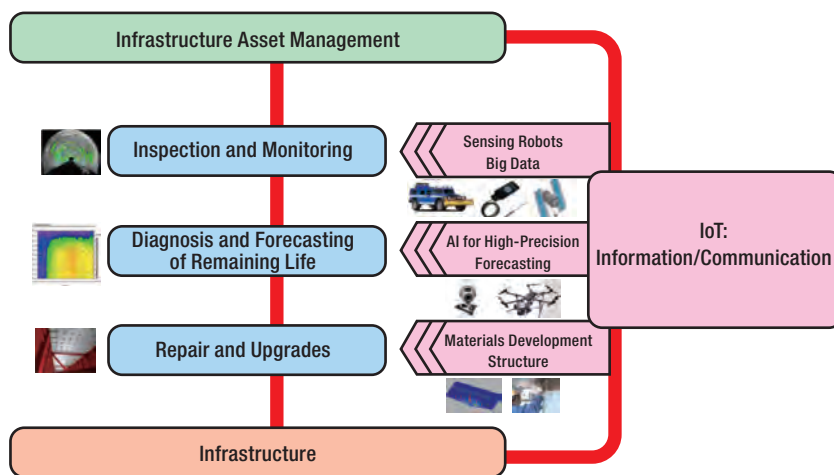 Infrastructure Asset Management
Inspection and Monitoring
Sensing Robots
Big Data
IoT:
Information/Communication
Diagnosis and Forecasting
of Remaining Life
AI for High-Precision
Forecasting
Repair and Upgrades
Materials Development
Structure
Infrastructure